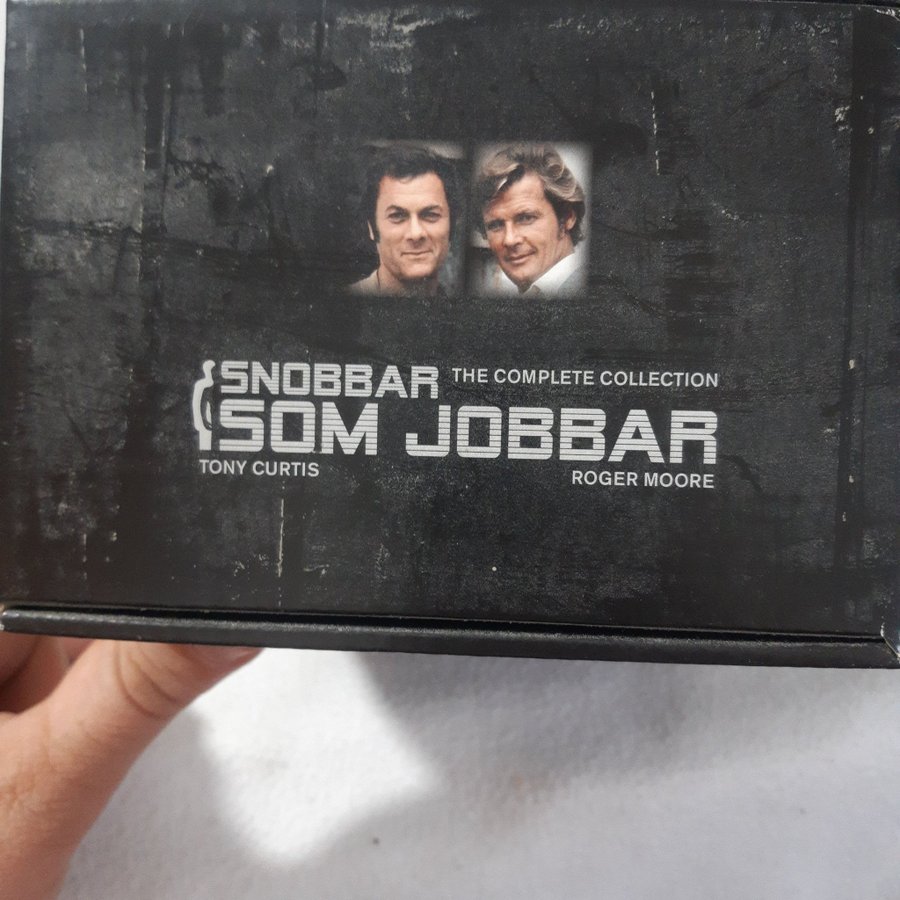 SNOBBAR THE COMPLETE COLLECTION
SOM JOBBAR
TONY CURTIS ROGER MOORE